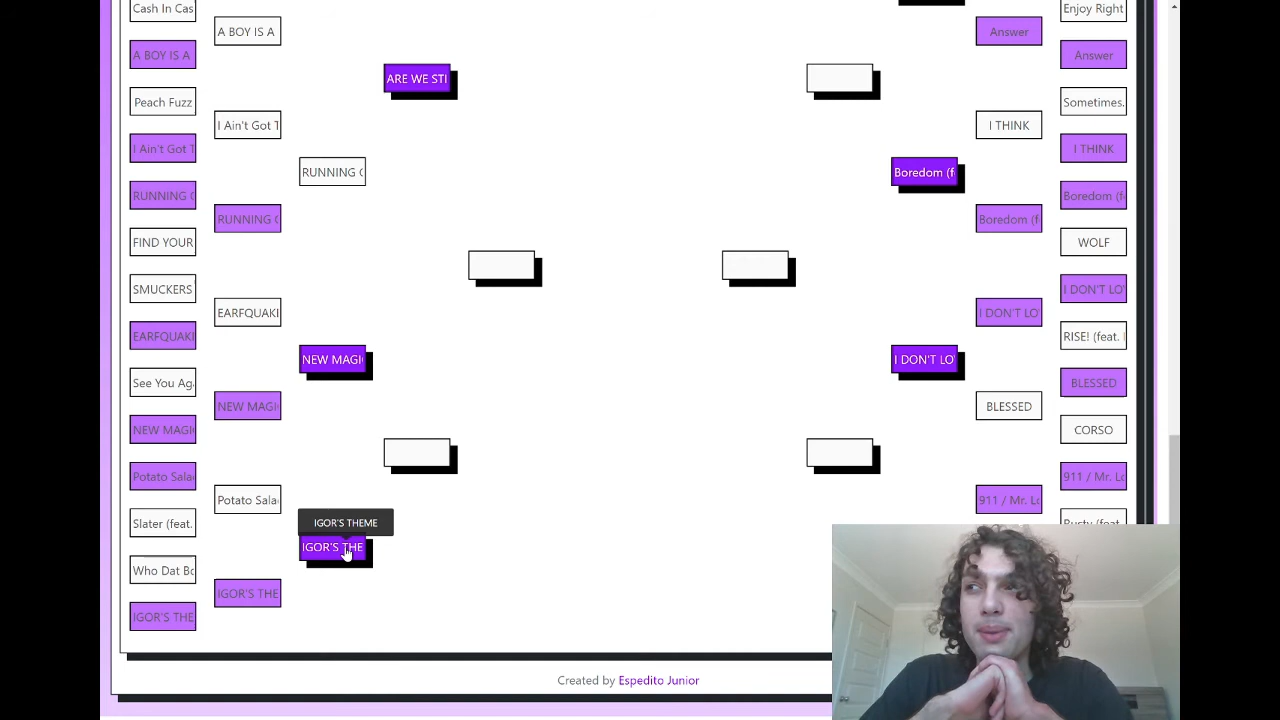 Cash In Cas
A BOY IS A
Peach Fuzz
I Ain't Got T
RUNNING O
FIND YOUR
SMUCKERS
EARFQUAKI
See You Ag
NEW MAGI
Potato Sala
Slater (feat.
Who Dat Bo
IGOR'S THE
A BOY IS A
I Ain't Got T
RUNNING O
EARFQUAKI
NEW MAGI
Potato Sala
IGOR'S THE
RUNNING O
NEW MAGI
IGOR'S THEME
IGOR'S THE
ARE WE STI
Boredom (f
I DON'T LO
Answer
I THINK
Boredom (f
I DON'T LO
BLESSED
911 / Mr. Lo
Enjoy Right
Answer
Sometimes.
I THINK
Boredom (f
WOLF
I DON'T LO
RISE! (feat.
BLESSED
CORSO
911 / Mr. Lo
Rusty (feat.
Created by Espedito Junior